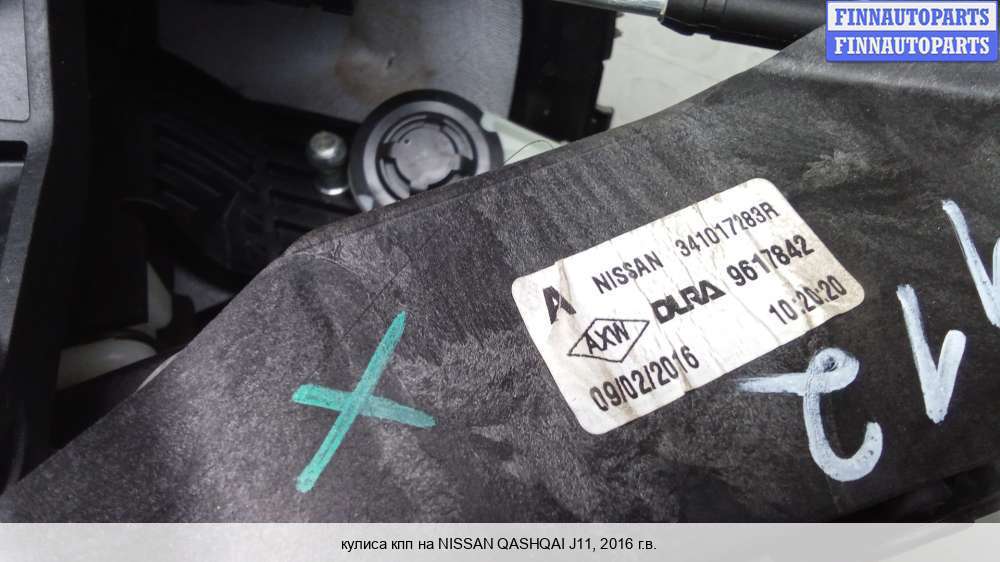 FINNAUTOPARTS
FINNAUTOPARTS
A NISSAN 341017283R
AXW DURA 9617842
09/02/2016 10:20:20
кулиса кпп на NISSAN QASHQAI J11, 2016 г.в.